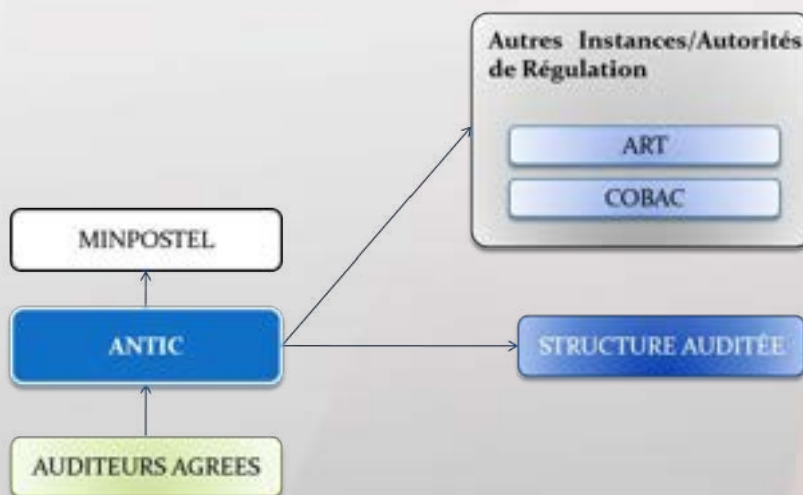 Autres Instances/Autorités
de Régulation
ART
COBAC
MINPOSTEL
ANTIC
STRUCTURE AUDITÉE
AUDITEURS AGREES